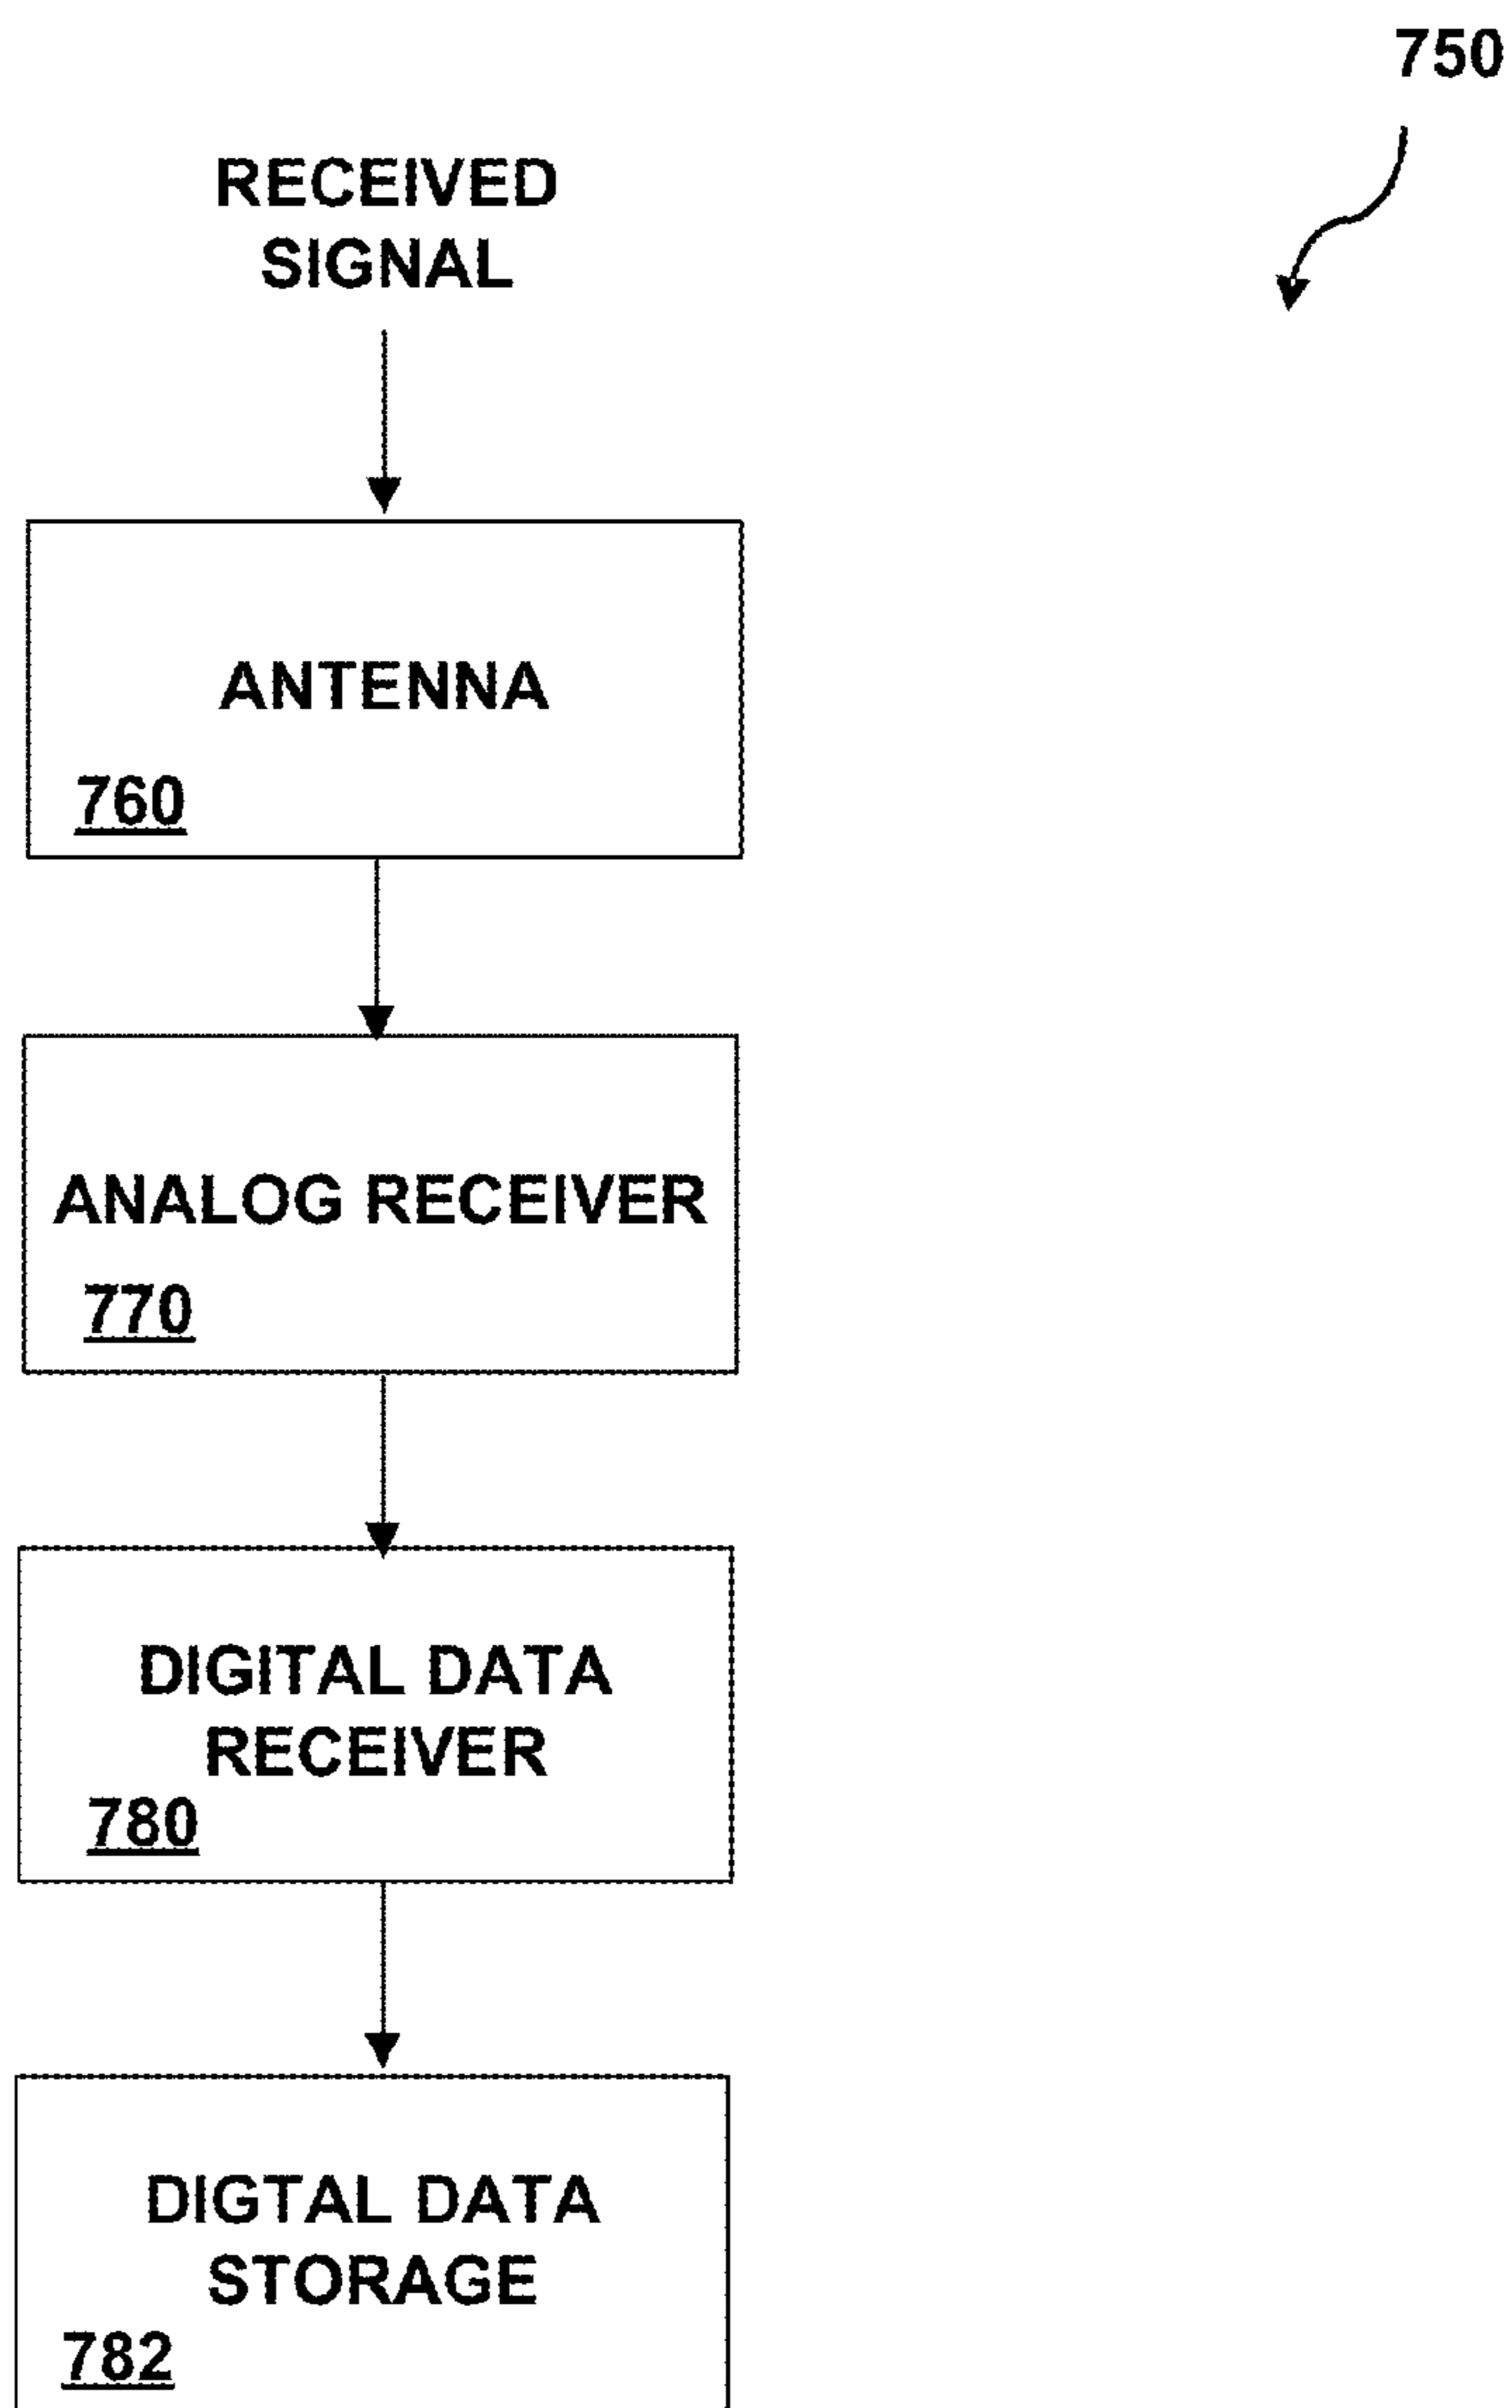 750
RECEIVED
SIGNAL
ANTENNA
760
ANALOG RECEIVER
770
DIGITAL DATA
RECEIVER
780
DIGTAL DATA
STORAGE
782